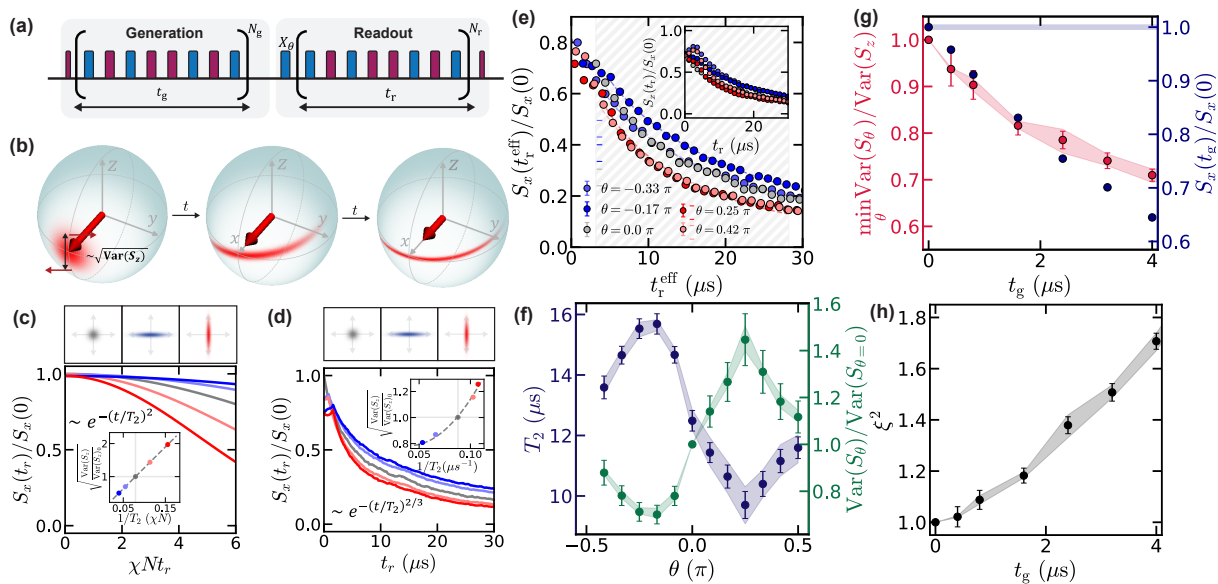 (a)
Generation
N_g
t_g
X_θ
Readout
N_r
t_r
(b)
Z
y
~√Var(S_z)
t
Z
y
x
t
Z
y
x
(c)
S_x(t_r)/S_x(0)
1.0
0.5
0.0
~ e^{-(t/T_2)^2}
√Var(S_z)/Var(S_z)_0
2
1
0.05
0.15
1/T_2 (χN)
0
2
4
6
χNt_r
(d)
S_x(t_r)/S_x(0)
1.0
0.5
0.0
~ e^{-(t/T_2)^{2/3}}
√Var(S_z)/Var(S_z)_0
1.2
1.0
0.8
0.05
0.10
1/T_2(μs^{-1})
0
10
20
30
t_r (μs)
(e)
S_x(t_r^eff)/S_x(0)
0.8
0.6
0.4
0.2
0.0
S_x(t_r)/S_x(0)
1.0
0.5
0.0
0
20
t_r (μs)
θ = −0.33 π
θ = −0.17 π
θ = 0.0 π
θ = 0.25 π
θ = 0.42 π
0
5
10
15
20
25
30
t_r^eff (μs)
(f)
T_2 (μs)
16
14
12
10
1.6
1.4
1.2
1.0
0.8
Var(S_θ)/Var(S_{θ=0})
−0.5
0.0
0.5
θ (π)
(g)
min_θ Var(S_θ)/Var(S_z)
1.0
0.9
0.8
0.7
1.0
0.9
0.8
0.7
0.6
S_x(t_g)/S_x(0)
0
2
4
t_g (μs)
(h)
ξ^2
1.8
1.6
1.4
1.2
1.0
0
2
4
t_g (μs)